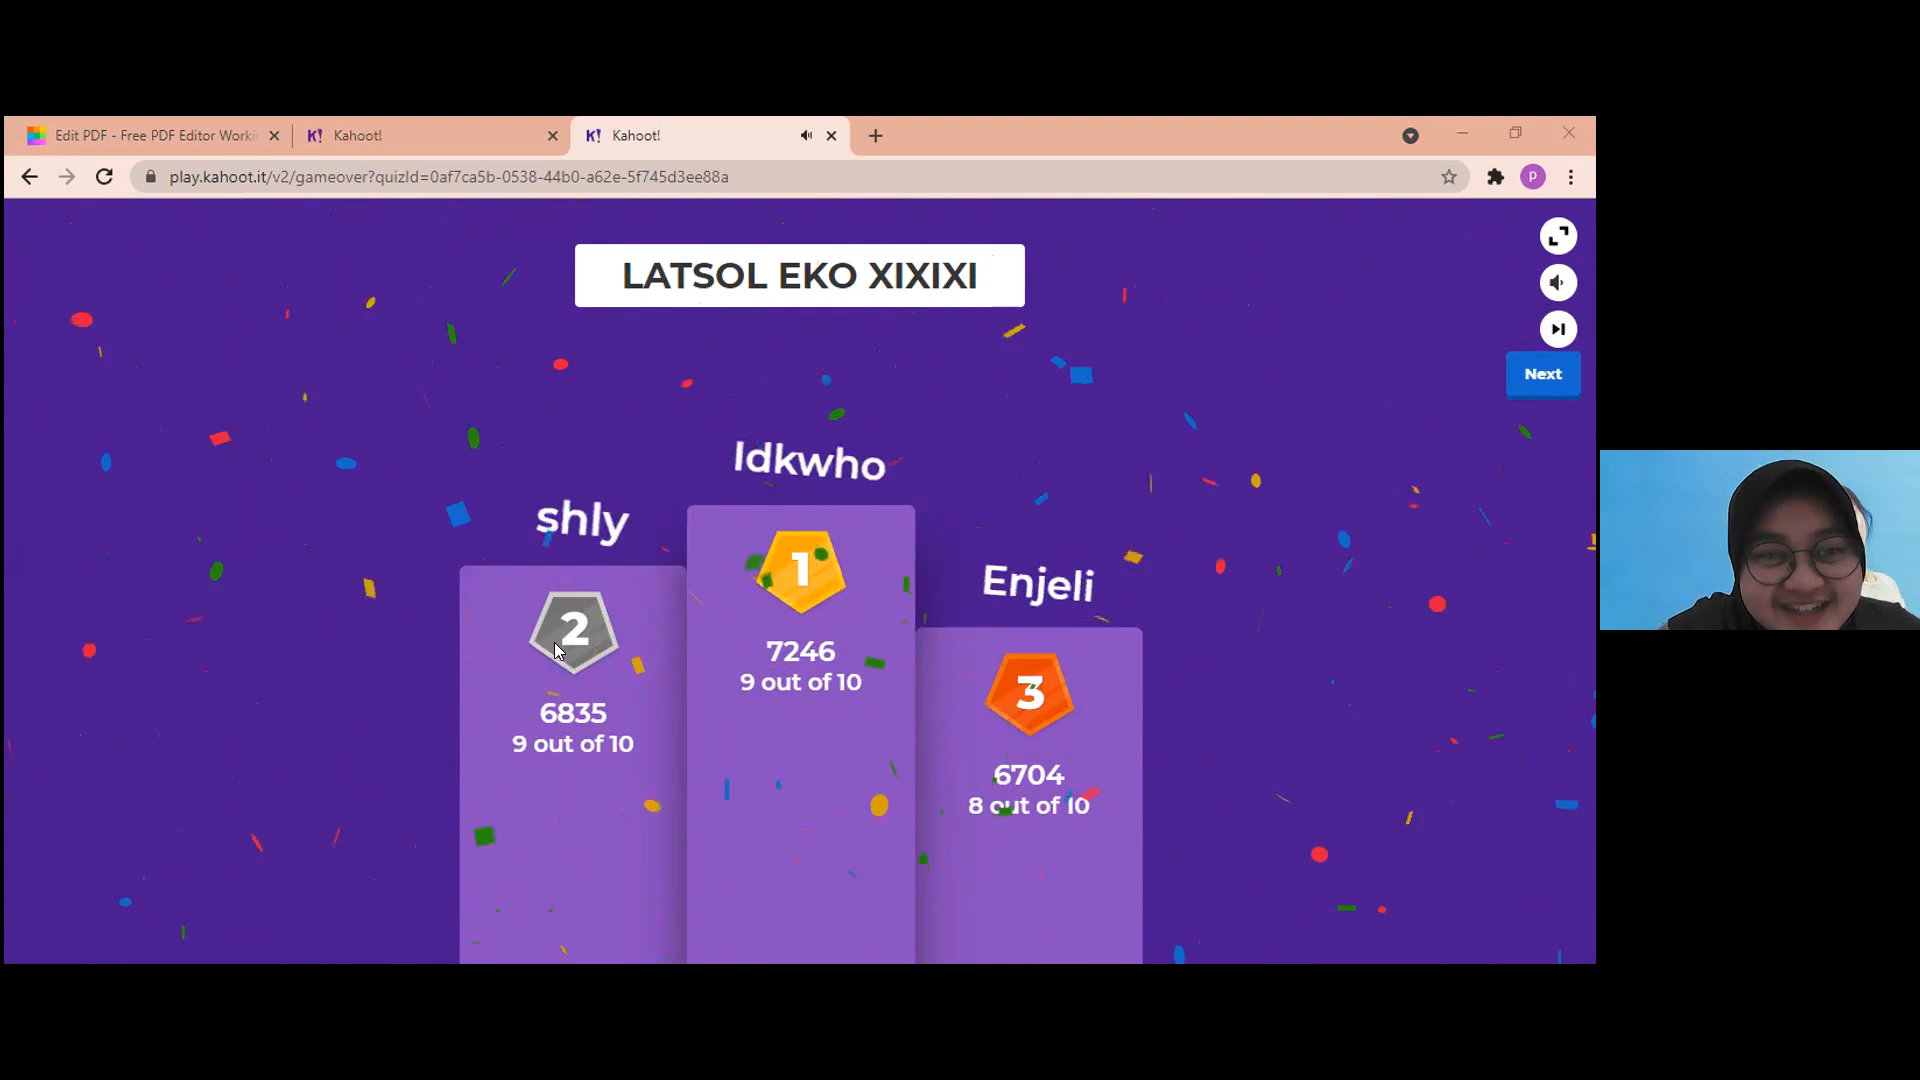 Edit PDF - Free PDF Editor Worki
K! Kahoot!
K! Kahoot!
play.kahoot.it/v2/gameover?quizId=0af7ca5b-0538-44b0-a62e-5f745d3ee88a
P
LATSOL EKO XIXIXI
Next
Idkwho
shly
1
Enjeli
2
7246
9 out of 10
3
6835
9 out of 10
6704
8 out of 10